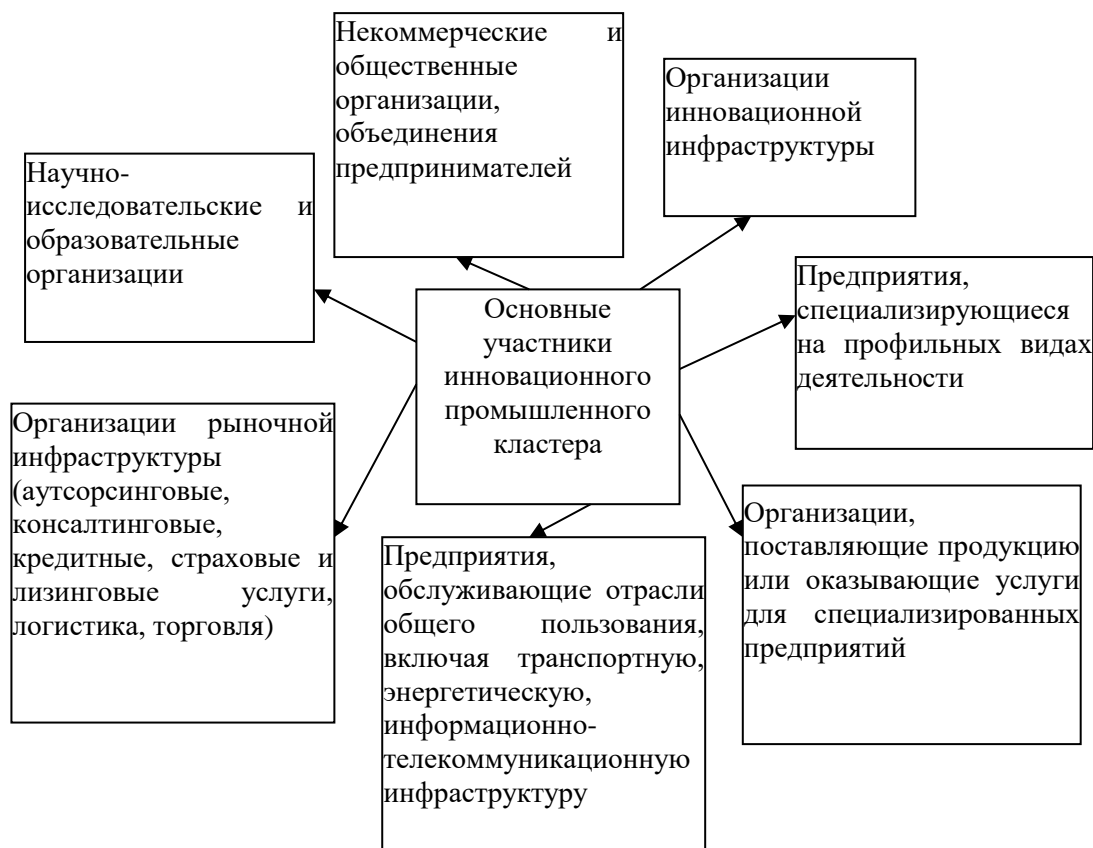 Некоммерческие и
общественные
организации,
объединения
предпринимателей
Организации
инновационной
инфраструктуры
Научно-
исследовательские и
образовательные
организации
Основные
участники
инновационного
промышленного
кластера
Предприятия,
специализирующиеся
на профильных видах
деятельности
Организации рыночной
инфраструктуры
(аутсорсинговые,
консалтинговые,
кредитные, страховые и
лизинговые услуги,
логистика, торговля)
Предприятия,
обслуживающие отрасли
общего пользования,
включая транспортную,
энергетическую,
информационно-
телекоммуникационную
инфраструктуру
Организации,
поставляющие продукцию
или оказывающие услуги
для специализированных
предприятий